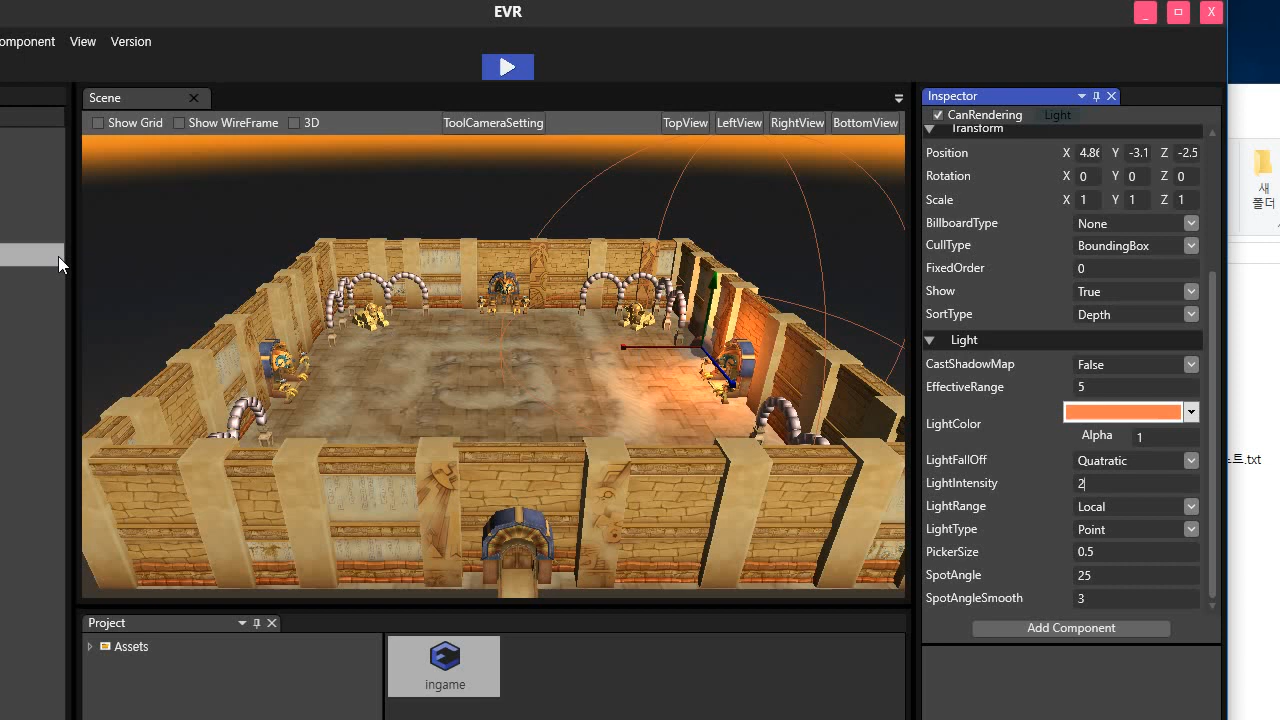 EVR
omponent View Version
Scene
Show Grid Show WireFrame 3D ToolCameraSetting TopView LeftView RightView BottomView
Inspector
CanRendering Light
Transform
Position X 4.86 Y -3.1 Z -2.5
Rotation X 0 Y 0 Z 0
Scale X 1 Y 1 Z 1
BillboardType None
CullType BoundingBox
FixedOrder 0
Show True
SortType Depth
Light
CastShadowMap False
EffectiveRange 5
LightColor
Alpha 1
LightFallOff Quatratic
LightIntensity 2
LightRange Local
LightType Point
PickerSize 0.5
SpotAngle 25
SpotAngleSmooth 3
Add Component
Project
Assets
ingame
새
폴더
트.txt